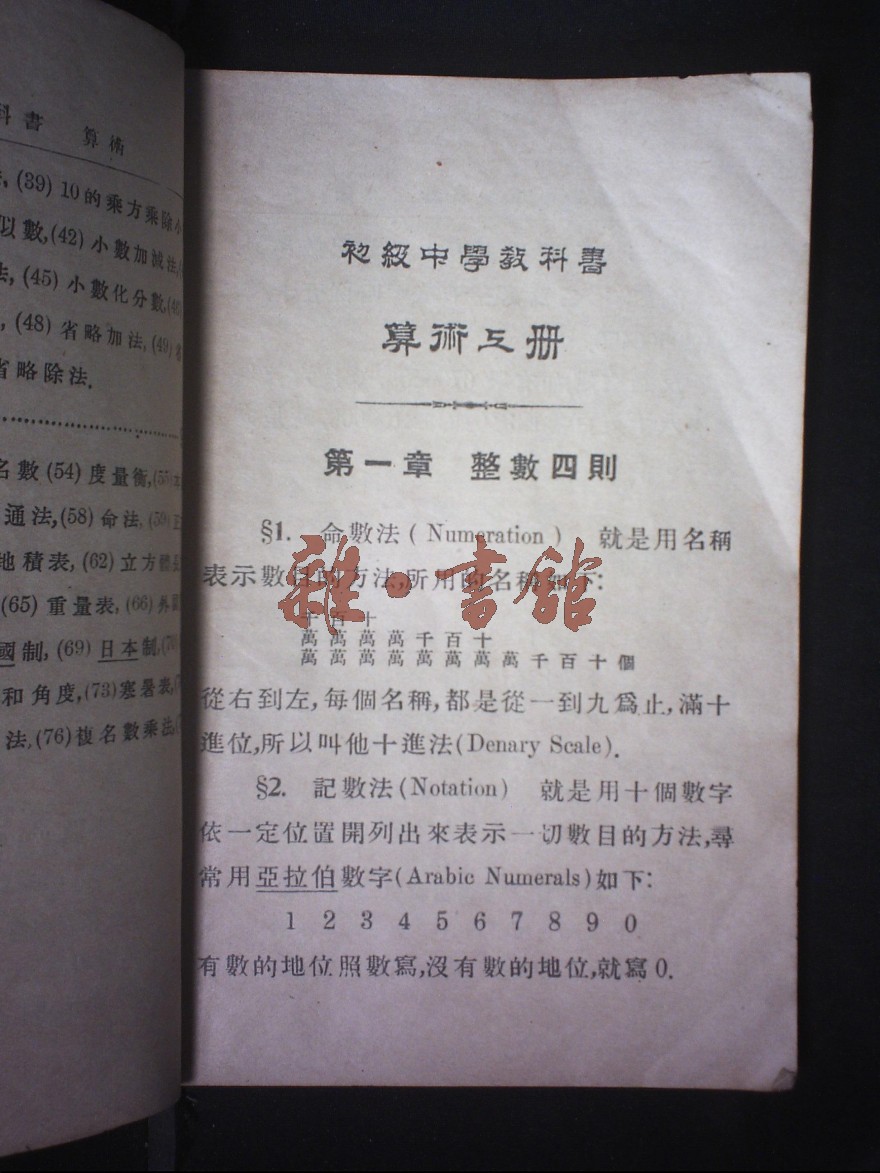 科書 算術
(39) 10的乘方乘除小
似數,(42) 小數加減法,
法, (45) 小數化分數,
(48) 省略加法, (49)
省略除法.
名數 (54) 度量衡,
通法,(58) 命法,
地積表, (62) 立方體
(65) 重量表, (66) 外
國制, (69) 日本制,
和角度,(73)寒暑表,
法,(76)複名數乘法,
初級中學教科書
算術上册
第一章 整數四則
§1. 命數法 (Numeration) 就是用名稱
表示數目的方法,所用的名稱如下:
千百十
萬萬萬萬千百十
萬萬萬萬萬萬萬萬千百十個
從右到左,每個名稱,都是從一到九爲止,滿十
進位,所以叫他十進法(Denary Scale).
§2. 記數法(Notation) 就是用十個數字
依一定位置開列出來表示一切數目的方法,尋
常用亞拉伯數字(Arabic Numerals)如下:
1 2 3 4 5 6 7 8 9 0
有數的地位照數寫,沒有數的地位,就寫0.
雜·書館